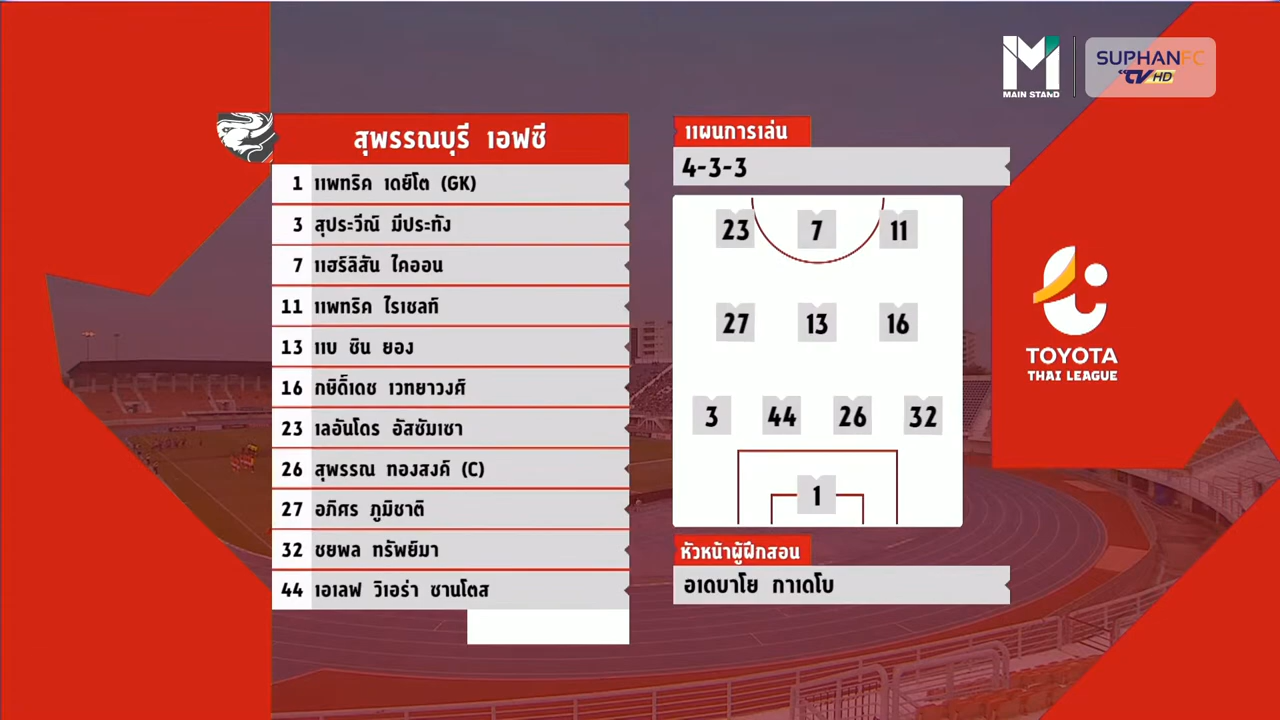 MAIN STAND
SUPHANFC
TV HD
สุพรรณบุรี เอฟซี
1 แพทริค เดย์โต (GK)
3 สุประวีณ์ มีประทัง
7 แฮร์ลิสัน ไคออน
11 แพทริค ไรเชลท์
13 แบ ชิน ยอง
16 กษิดิ์เดช เวทยาวงศ์
23 เลอันโดร อัสซัมเซา
26 สุพรรณ ทองสงค์ (C)
27 อภิศร ภูมิชาติ
32 ชยพล ทรัพย์มา
44 เอเลฟ วิเอร่า ซานโตส
แผนการเล่น
4-3-3
23 7 11
27 13 16
3 44 26 32
1
หัวหน้าผู้ฝึกสอน
อเดบาโย กาเดโบ
TOYOTA
THAI LEAGUE